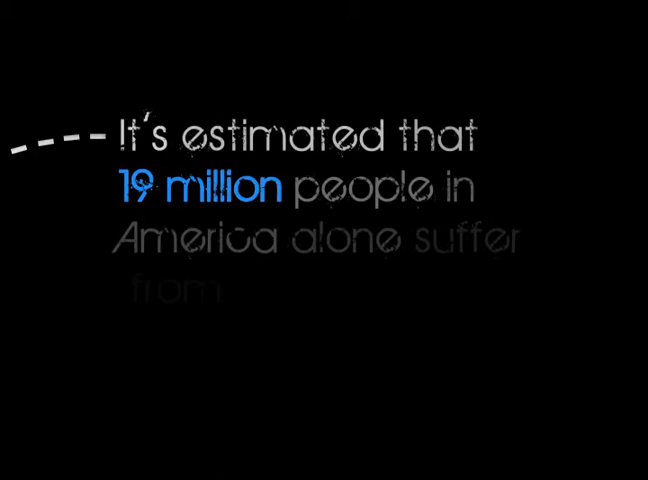 It's estimated that
19 million people in
America alone suffer
from